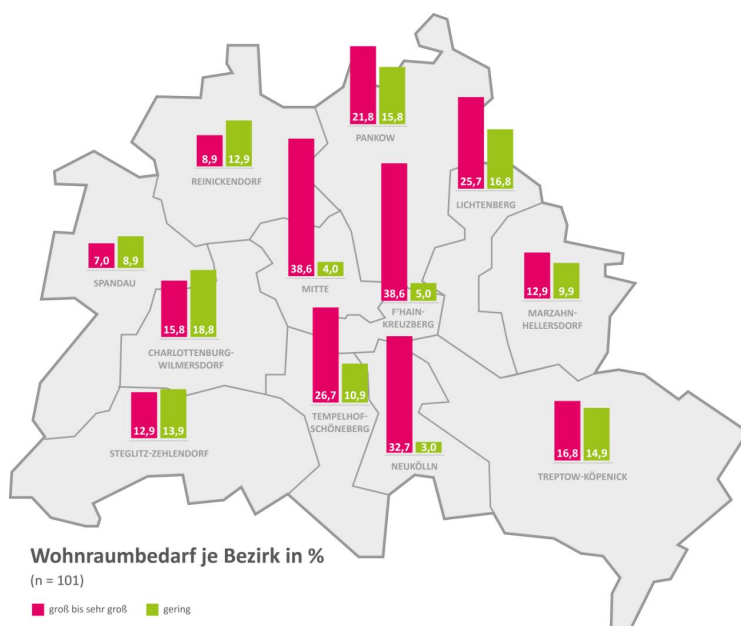 21,8 15,8
PANKOW
8,9 12,9
REINICKENDORF
25,7 16,8
LICHTENBERG
7,0 8,9
SPANDAU
38,6 4,0
MITTE
38,6 5,0
F'HAIN-
KREUZBERG
12,9 9,9
MARZAHN-
HELLERSDORF
15,8 18,8
CHARLOTTENBURG-
WILMERSDORF
26,7 10,9
TEMPELHOF-
SCHÖNEBERG
12,9 13,9
STEGLITZ-ZEHLENDORF
32,7 3,0
NEUKÖLLN
16,8 14,9
TREPTOW-KÖPENICK
Wohnraumbedarf je Bezirk in %
(n = 101)
groß bis sehr groß gering